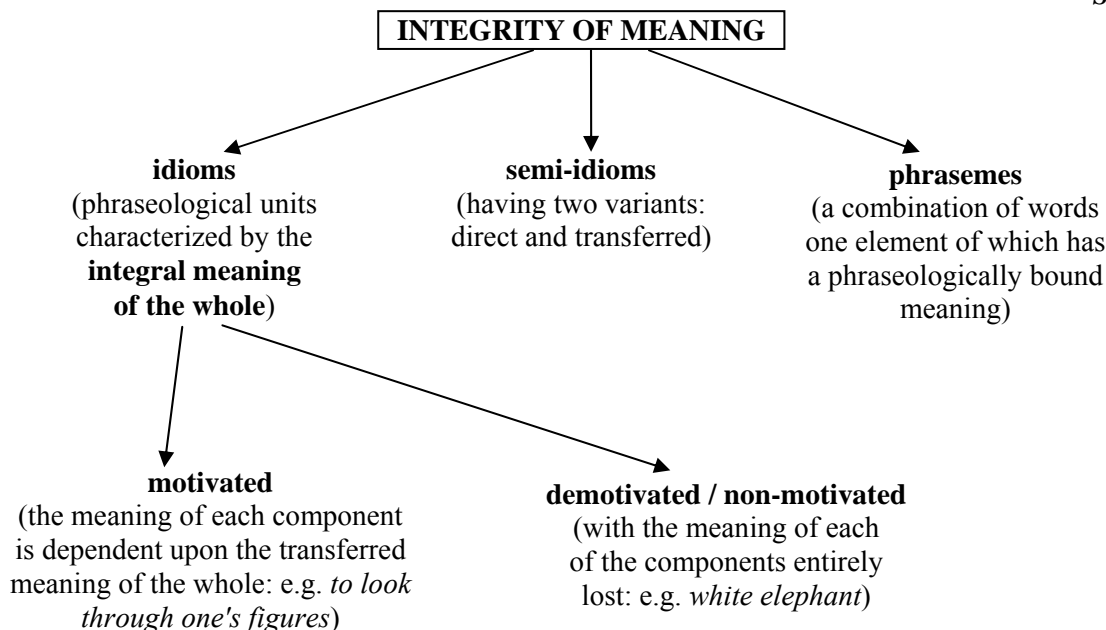 INTEGRITY OF MEANING
idioms
(phraseological units
characterized by the
integral meaning
of the whole)
semi-idioms
(having two variants:
direct and transferred)
phrasemes
(a combination of words
one element of which has
a phraseologically bound
meaning)
motivated
(the meaning of each component
is dependent upon the transferred
meaning of the whole: e.g. to look
through one's figures)
demotivated / non-motivated
(with the meaning of each
of the components entirely
lost: e.g. white elephant)